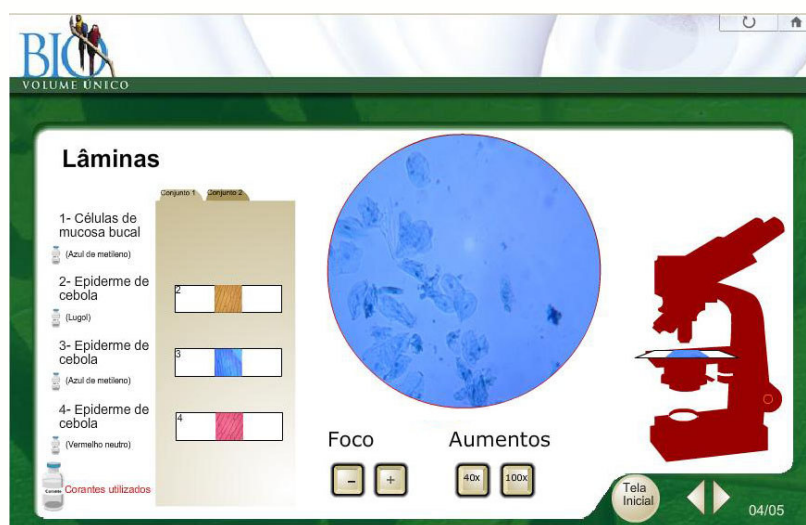 BIO
VOLUME ÚNICO
Lâminas
Conjunto 1
Conjunto 2
1- Células de
mucosa bucal
(Azul de metileno)
2- Epiderme de
cebola
(Lugol)
3- Epiderme de
cebola
(Azul de metileno)
4- Epiderme de
cebola
(Vermelho neutro)
Corante
Corantes utilizados
2
3
4
Foco
- +
Aumentos
40x 100x
Tela
Inicial
04/05